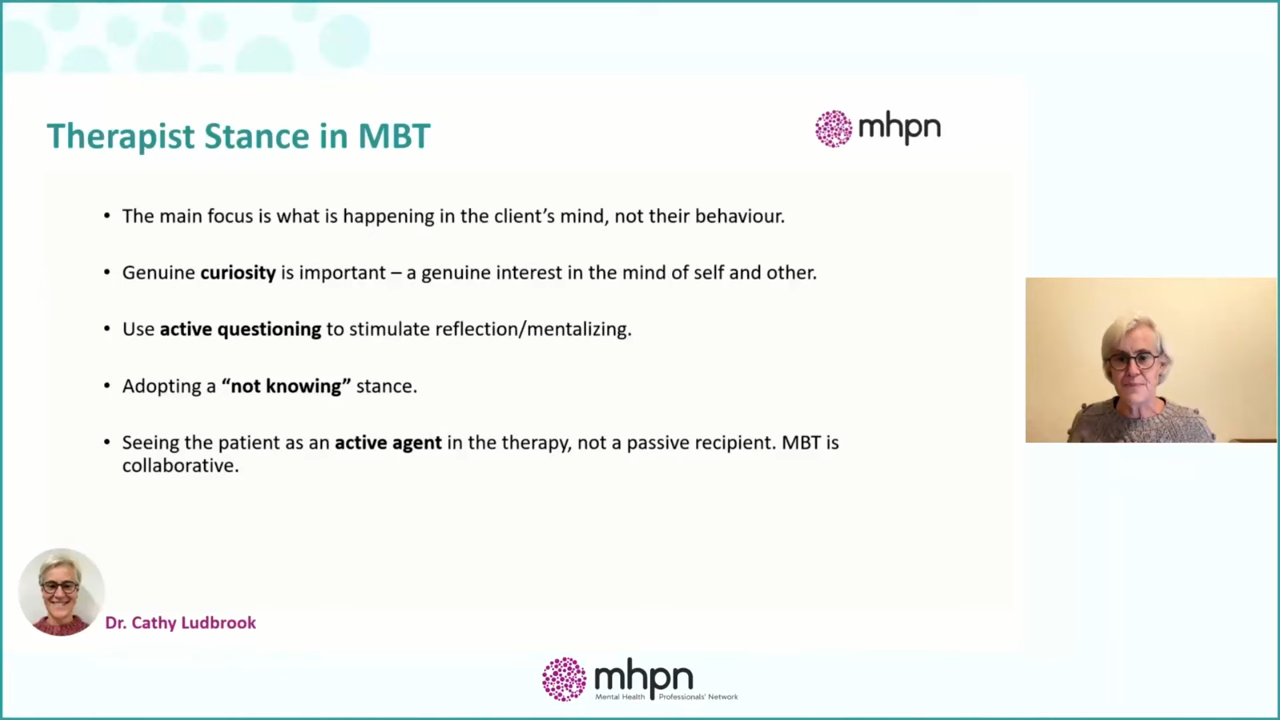 Therapist Stance in MBT
mhpn
• The main focus is what is happening in the client’s mind, not their behaviour.
• Genuine curiosity is important – a genuine interest in the mind of self and other.
• Use active questioning to stimulate reflection/mentalizing.
• Adopting a “not knowing” stance.
• Seeing the patient as an active agent in the therapy, not a passive recipient. MBT is
collaborative.
Dr. Cathy Ludbrook
mhpn
Mental Health Professionals' Network